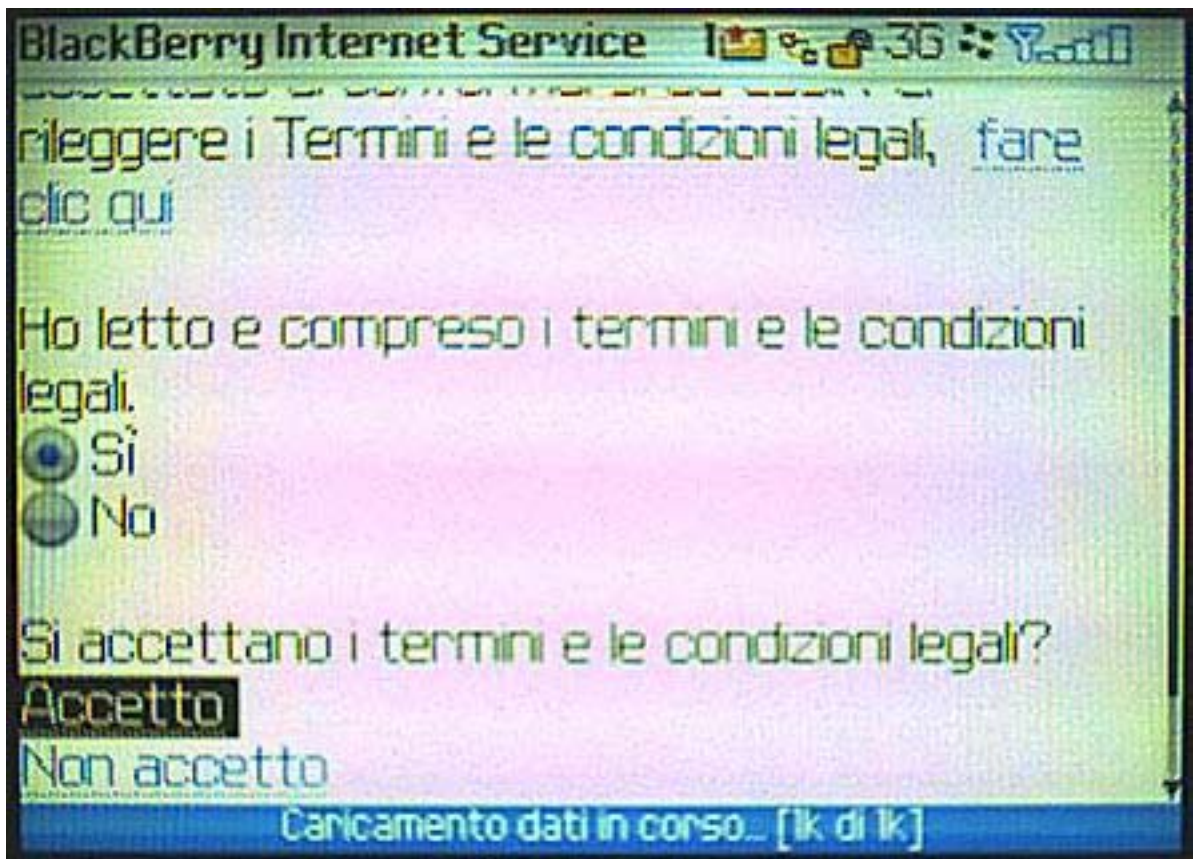 BlackBerry Internet Service 1 3G
rileggere i Termini e le condizioni legali, fare
clic qui
Ho letto e compreso i termini e le condizioni
legali.
Sì
No
Si accettano i termini e le condizioni legali?
Accetto
Non accetto
Caricamento dati in corso... [1k di 1k]